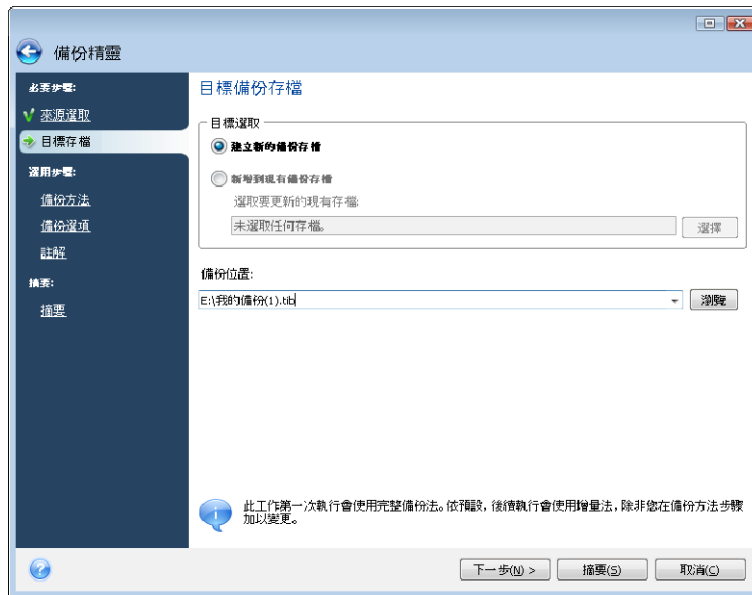 備份精靈
必要步驟:
來源選取
目標存檔
選用步驟:
備份方法
備份選項
註解
摘要:
摘要
目標備份存檔
目標選取
建立新的備份存檔
新增到現有備份存檔
選取要更新的現有存檔:
未選取任何存檔。
選擇
備份位置:
E:\我的備份(1).tib
瀏覽
此工作第一次執行會使用完整備份法。依預設, 後續執行會使用增量法, 除非您在備份方法步驟
加以變更。
下一步(N) >
摘要(S)
取消(C)